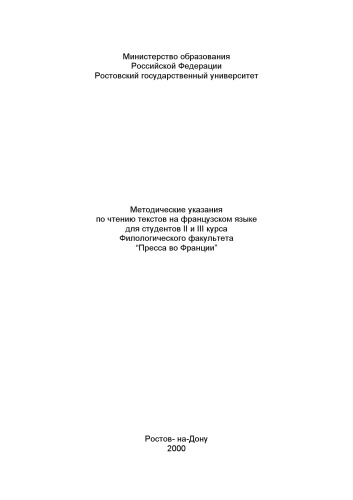 Министерство образования
Российской Федерации
Ростовский государственный университет
Методические указания
по чтению текстов на французском языке
для студентов II и III курса
Филологического факультета
"Пресса во Франции"
Ростов- на-Дону
2000